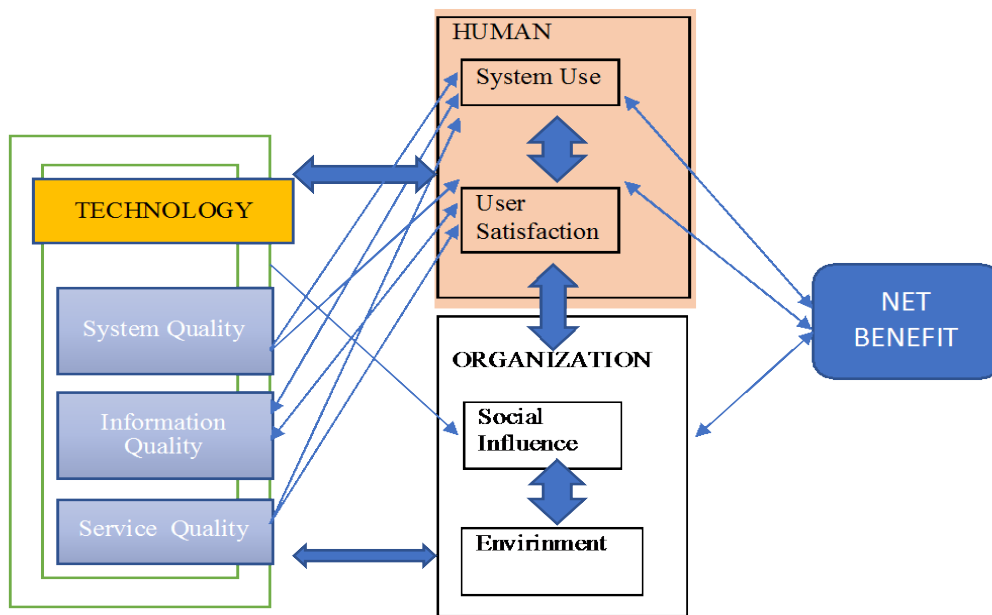 HUMAN
System Use
User
Satisfaction
TECHNOLOGY
System Quality
Information
Quality
Service Quality
ORGANIZATION
Social
Influence
Envirinment
NET
BENEFIT